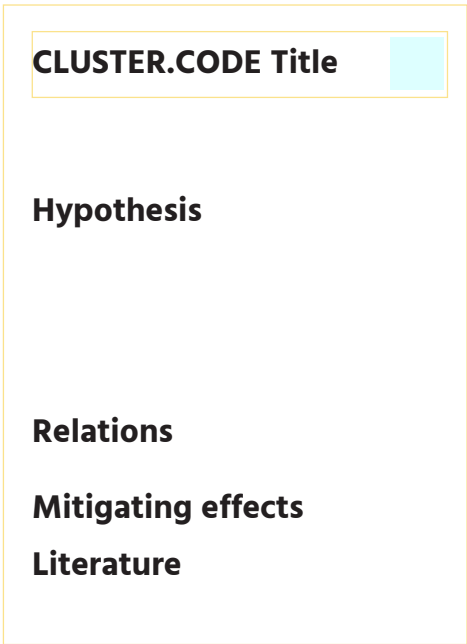 CLUSTER.CODE Title
Hypothesis
Relations
Mitigating effects
Literature